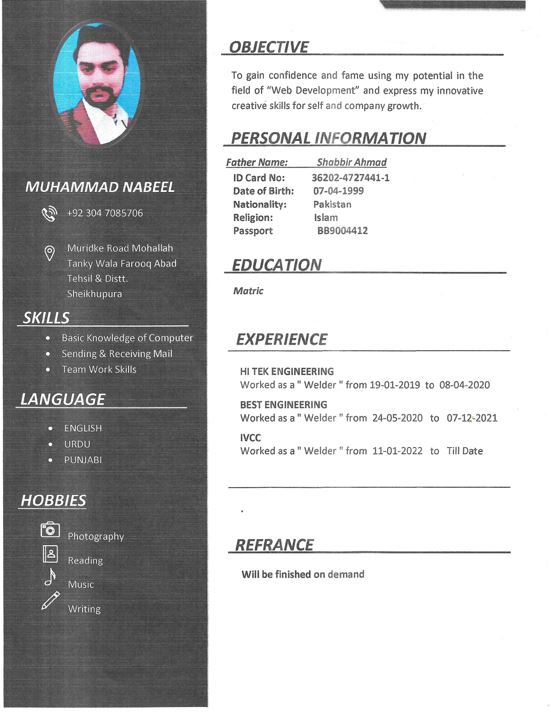 MUHAMMAD NABEEL
+92 304 7085706
Muridke Road Mohallah
Tanky Wala Farooq Abad
Tehsil & Distt.
Sheikhupura
SKILLS
• Basic Knowledge of Computer
• Sending & Receiving Mail
• Team Work Skills
LANGUAGE
• ENGLISH
• URDU
• PUNJABI
HOBBIES
Photography
Reading
Music
Writing
OBJECTIVE
To gain confidence and fame using my potential in the
field of “Web Development” and express my innovative
creative skills for self and company growth.
PERSONAL INFORMATION
Father Name: Shabbir Ahmad
ID Card No: 36202-4727441-1
Date of Birth: 07-04-1999
Nationality: Pakistan
Religion: Islam
Passport BB9004412
EDUCATION
Matric
EXPERIENCE
HI TEK ENGINEERING
Worked as a " Welder " from 19-01-2019 to 08-04-2020
BEST ENGINEERING
Worked as a " Welder " from 24-05-2020 to 07-12-2021
IVCC
Worked as a " Welder " from 11-01-2022 to Till Date
REFRANCE
Will be finished on demand